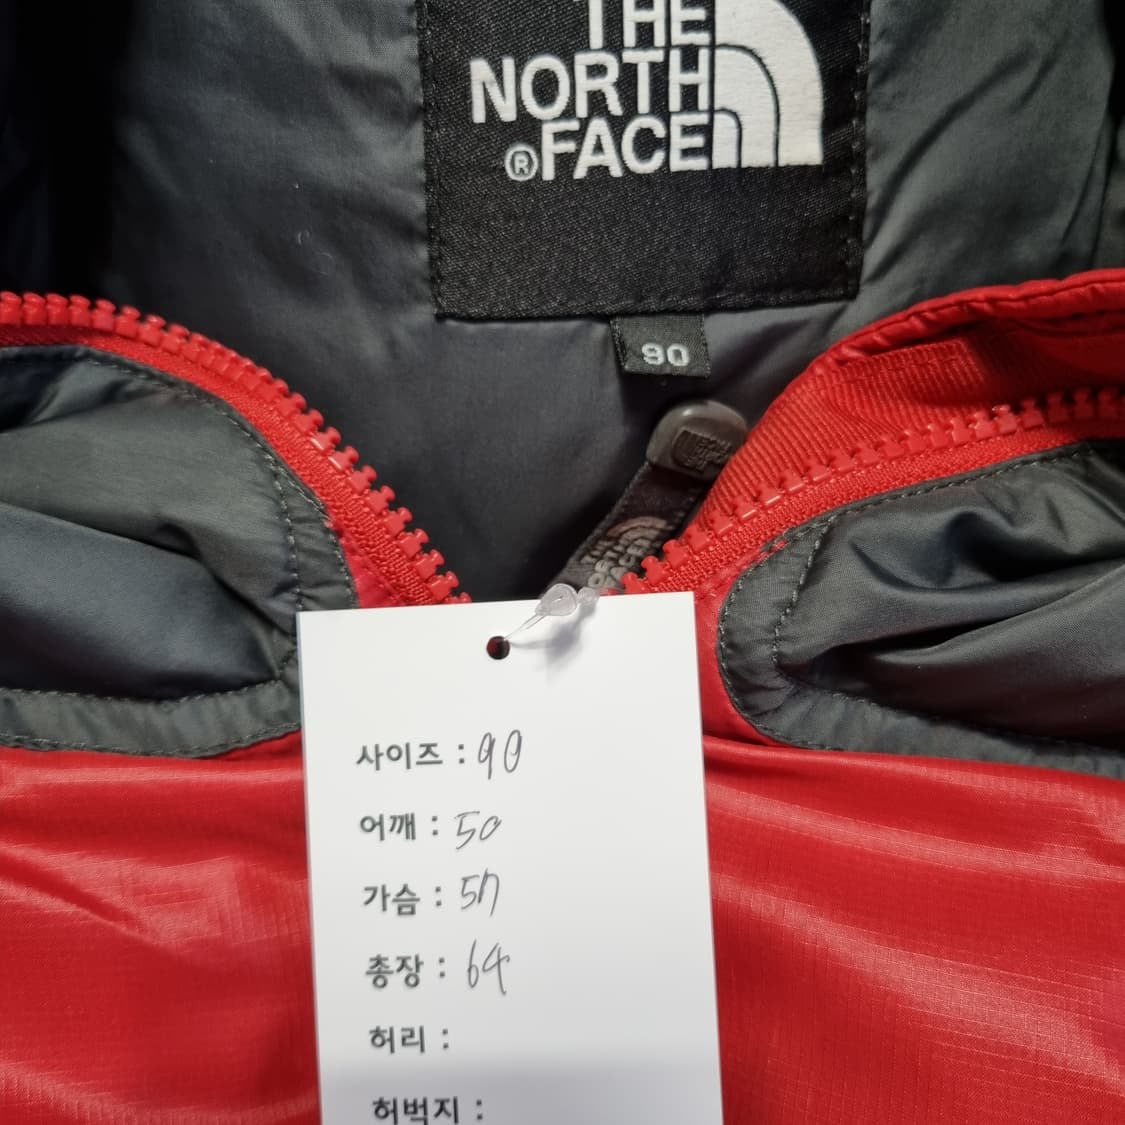 THE
NORTH
®FACE
90
사이즈 : 90
어깨 : 50
가슴 : 57
총장 : 64
허리 :
허벅지 :